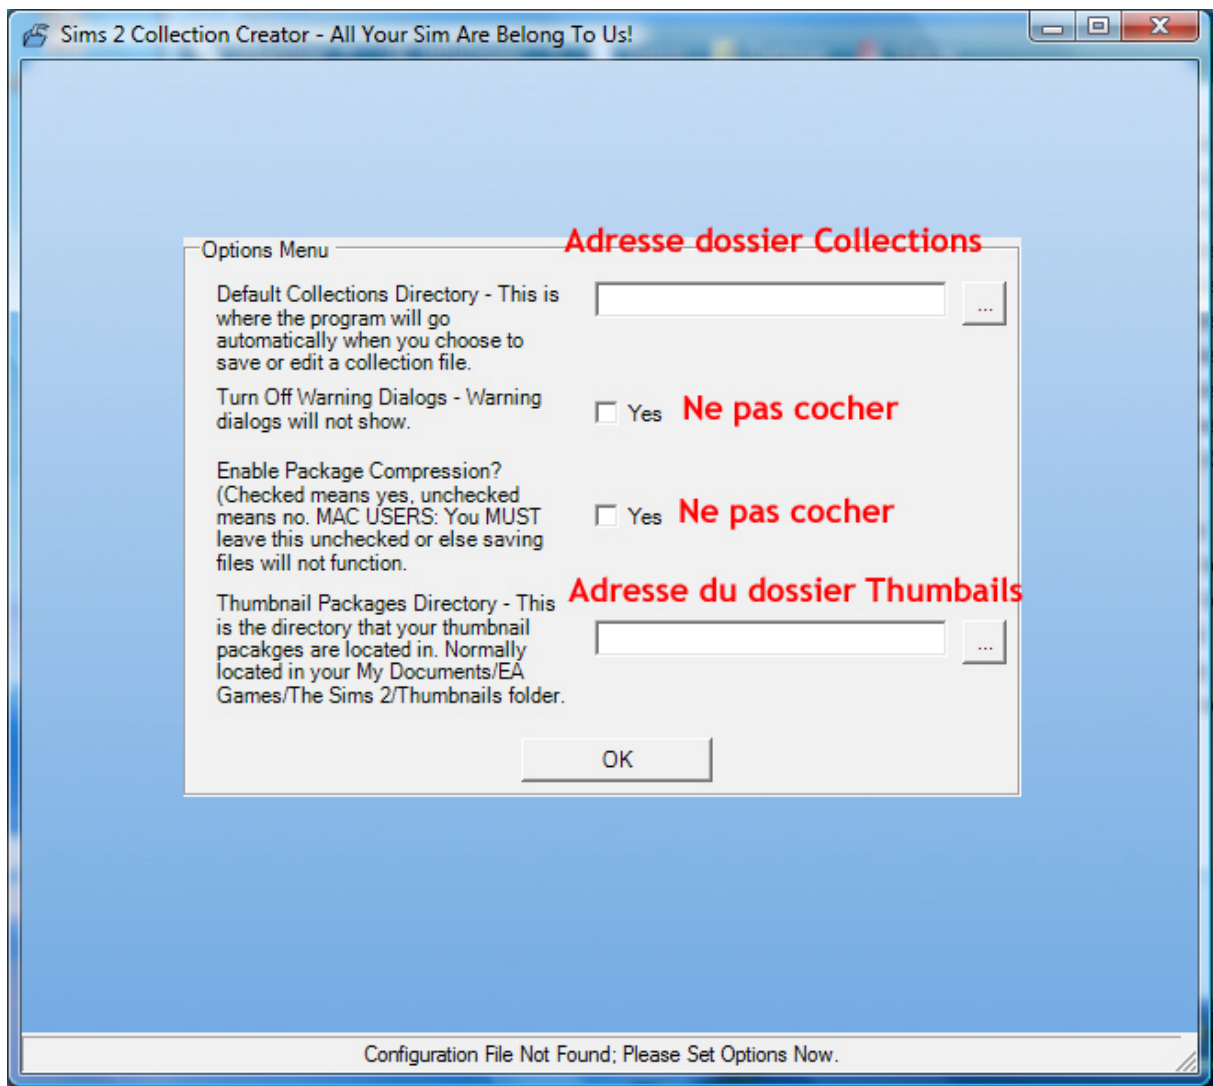 Sims 2 Collection Creator - All Your Sim Are Belong To Us!
Options Menu
Adresse dossier Collections
Default Collections Directory - This is
where the program will go
automatically when you choose to
save or edit a collection file.
...
Turn Off Warning Dialogs - Warning
dialogs will not show.
Yes Ne pas cocher
Enable Package Compression?
(Checked means yes, unchecked
means no. MAC USERS: You MUST
leave this unchecked or else saving
files will not function.
Yes Ne pas cocher
Adresse du dossier Thumbails
Thumbnail Packages Directory - This
is the directory that your thumbnail
pacakges are located in. Normally
located in your My Documents/EA
Games/The Sims 2/Thumbnails folder.
...
OK
Configuration File Not Found; Please Set Options Now.